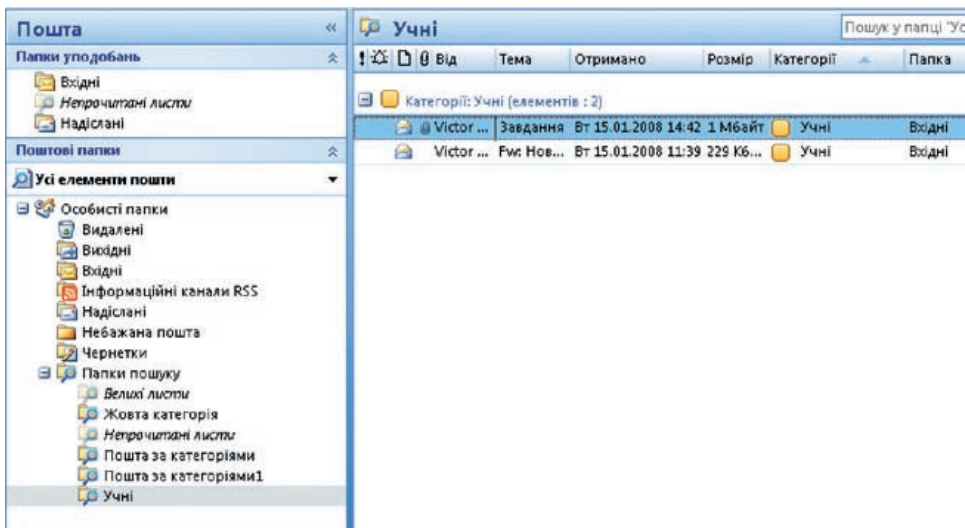 Пошта «
Папки уподобань
Вхідні
Непрочитані листи
Надіслані
Поштові папки
Усі елементи пошти
Особисті папки
Видалені
Вихідні
Вхідні
Інформаційні канали RSS
Надіслані
Небажана пошта
Чернетки
Папки пошуку
Великі листи
Жовта категорія
Непрочитані листи
Пошта за категоріями
Пошта за категоріями1
Учні
Учні
Пошук у папці "Ус
! Від Тема Отримано Розмір Категорії Папка
Категорії: Учні (елементів : 2)
Victor ... Завдання Вт 15.01.2008 14:42 1 Мбайт Учні Вхідні
Victor ... Fw: Нов... Вт 15.01.2008 11:39 229 Кб... Учні Вхідні